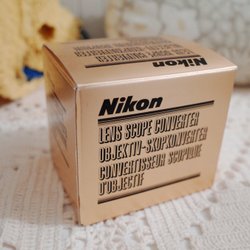 Nikon
LENS SCOPE CONVERTER
OBJEKTIV-SKOPKONVERTER
CONVERTISSEUR SCOPIQUE
D'OBJECTIF